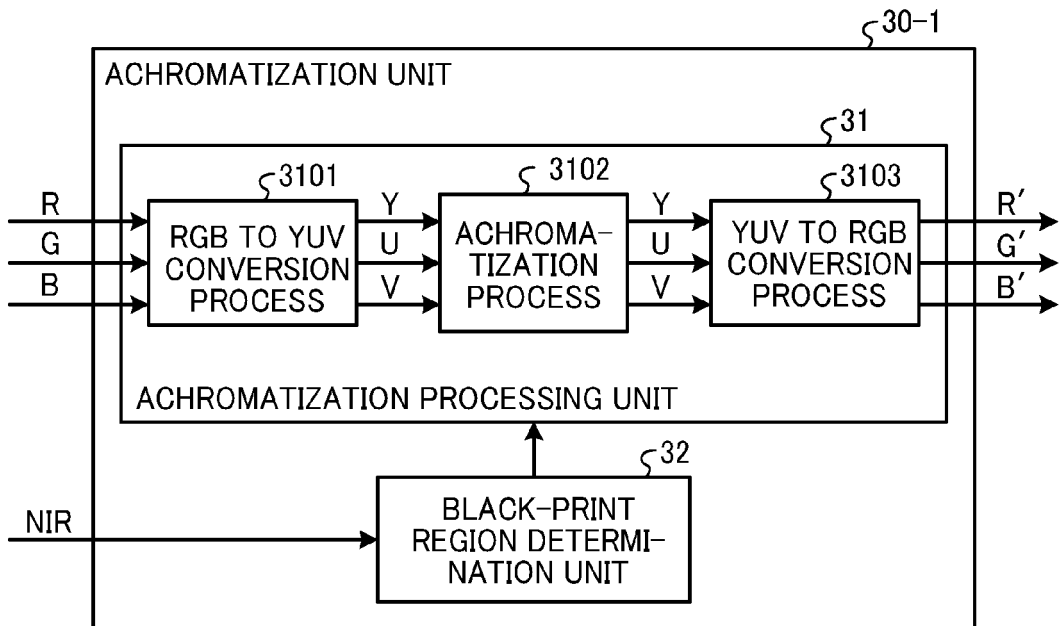 30-1
ACHROMATIZATION UNIT
31
3101
3102
3103
R
G
B
RGB TO YUV
CONVERSION
PROCESS
Y
U
V
ACHROMA-
TIZATION
PROCESS
Y
U
V
YUV TO RGB
CONVERSION
PROCESS
R′
G′
B′
ACHROMATIZATION PROCESSING UNIT
32
NIR
BLACK-PRINT
REGION DETERMI-
NATION UNIT